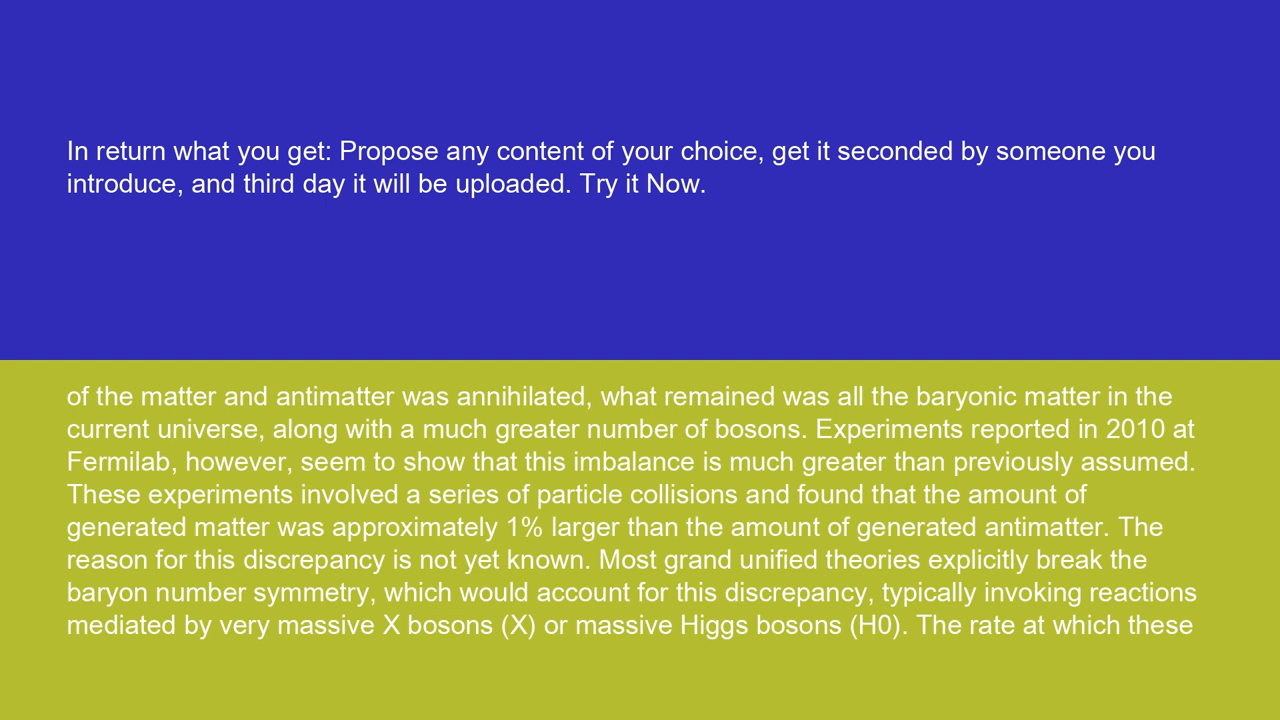 In return what you get: Propose any content of your choice, get it seconded by someone you
introduce, and third day it will be uploaded. Try it Now.
of the matter and antimatter was annihilated, what remained was all the baryonic matter in the
current universe, along with a much greater number of bosons. Experiments reported in 2010 at
Fermilab, however, seem to show that this imbalance is much greater than previously assumed.
These experiments involved a series of particle collisions and found that the amount of
generated matter was approximately 1% larger than the amount of generated antimatter. The
reason for this discrepancy is not yet known. Most grand unified theories explicitly break the
baryon number symmetry, which would account for this discrepancy, typically invoking reactions
mediated by very massive X bosons (X) or massive Higgs bosons (H0). The rate at which these